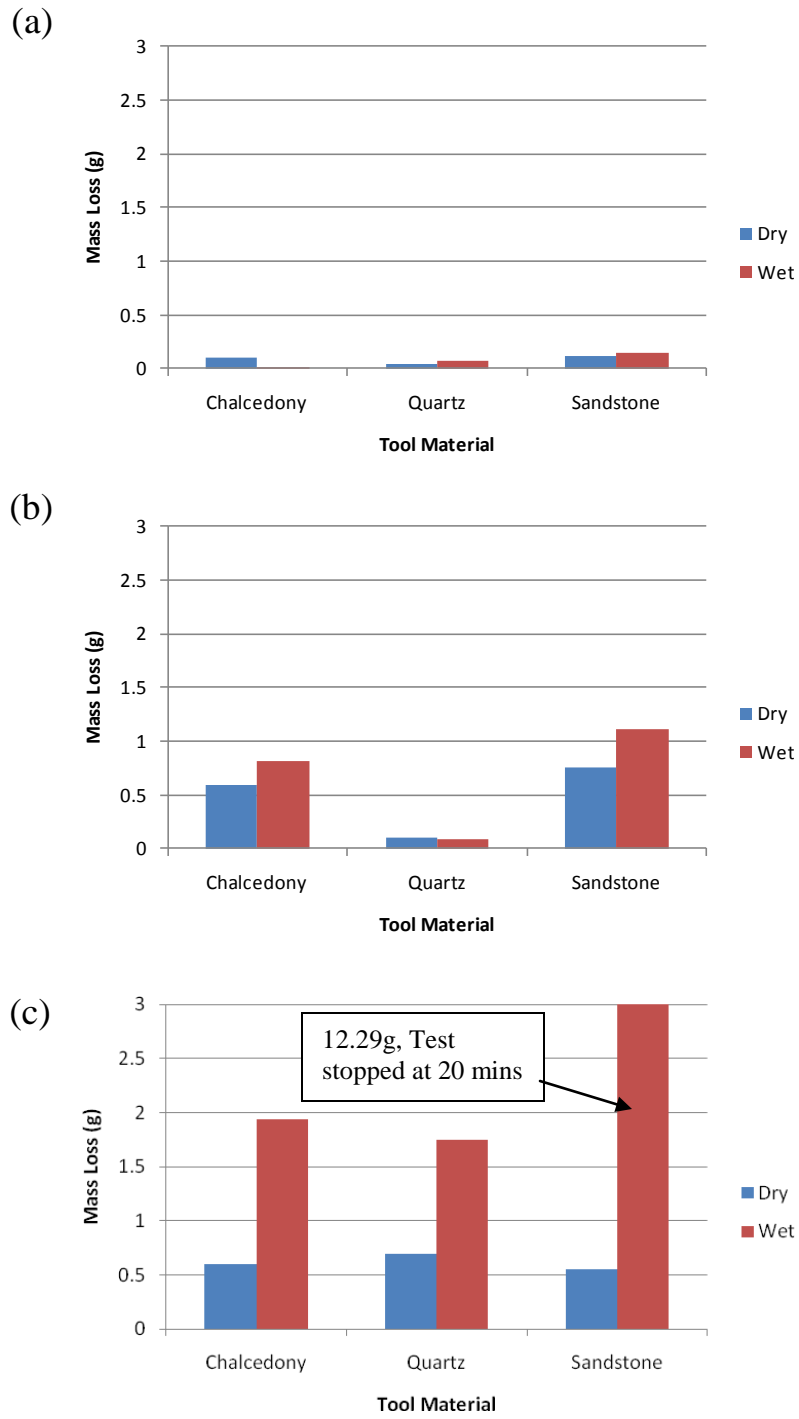 (a)
3
2.5
2
1.5
1
0.5
0
Mass Loss (g)
Chalcedony
Quartz
Sandstone
Tool Material
Dry
Wet
(b)
3
2.5
2
1.5
1
0.5
0
Mass Loss (g)
Chalcedony
Quartz
Sandstone
Tool Material
Dry
Wet
(c)
3
2.5
2
1.5
1
0.5
0
Mass Loss (g)
12.29g, Test
stopped at 20 mins
Chalcedony
Quartz
Sandstone
Tool Material
Dry
Wet